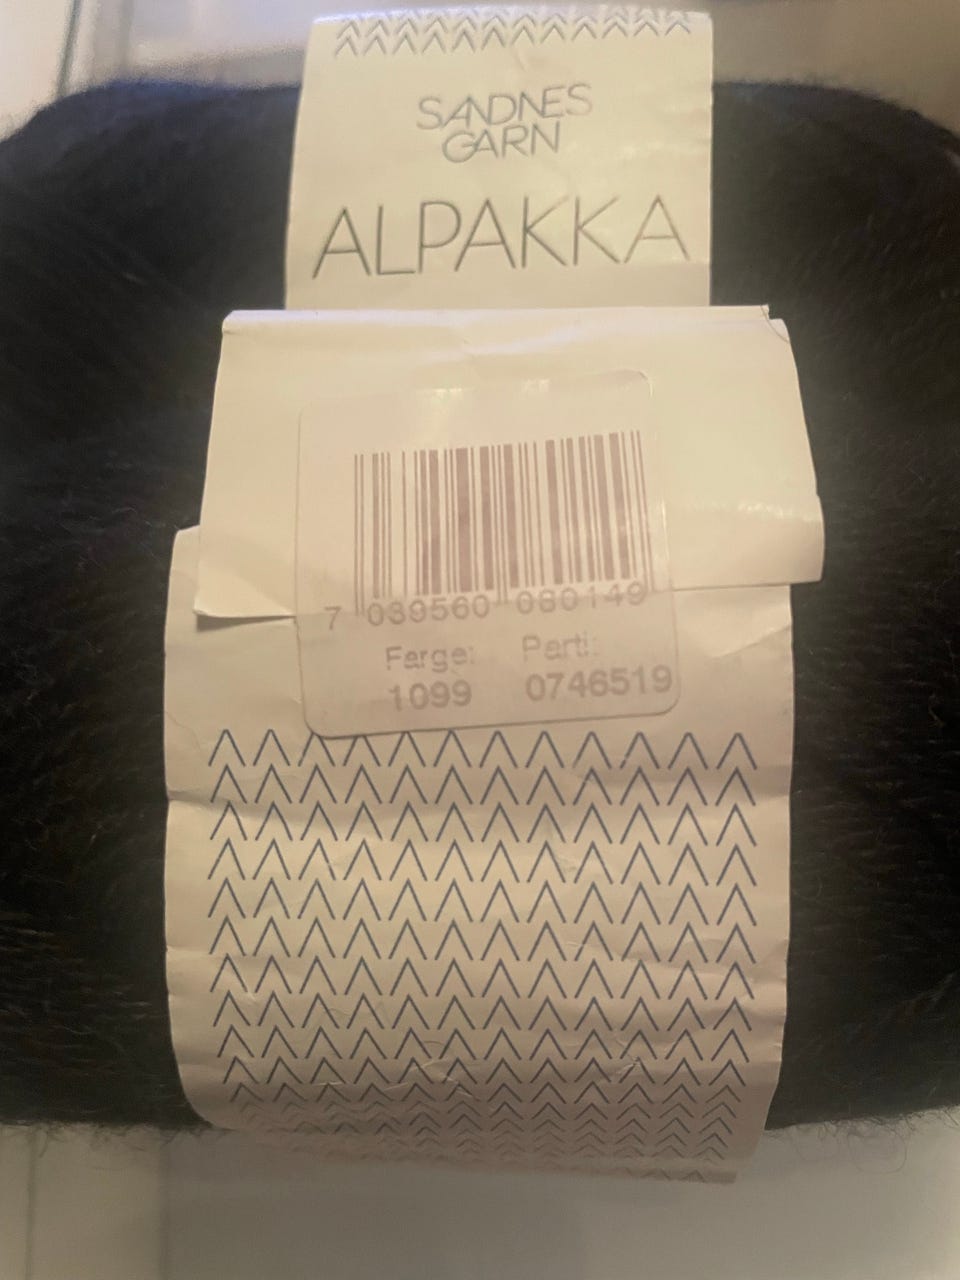 SANDNES
GARN
ALPAKKA
7 039560 080149
Farge: Parti:
1099 0746519